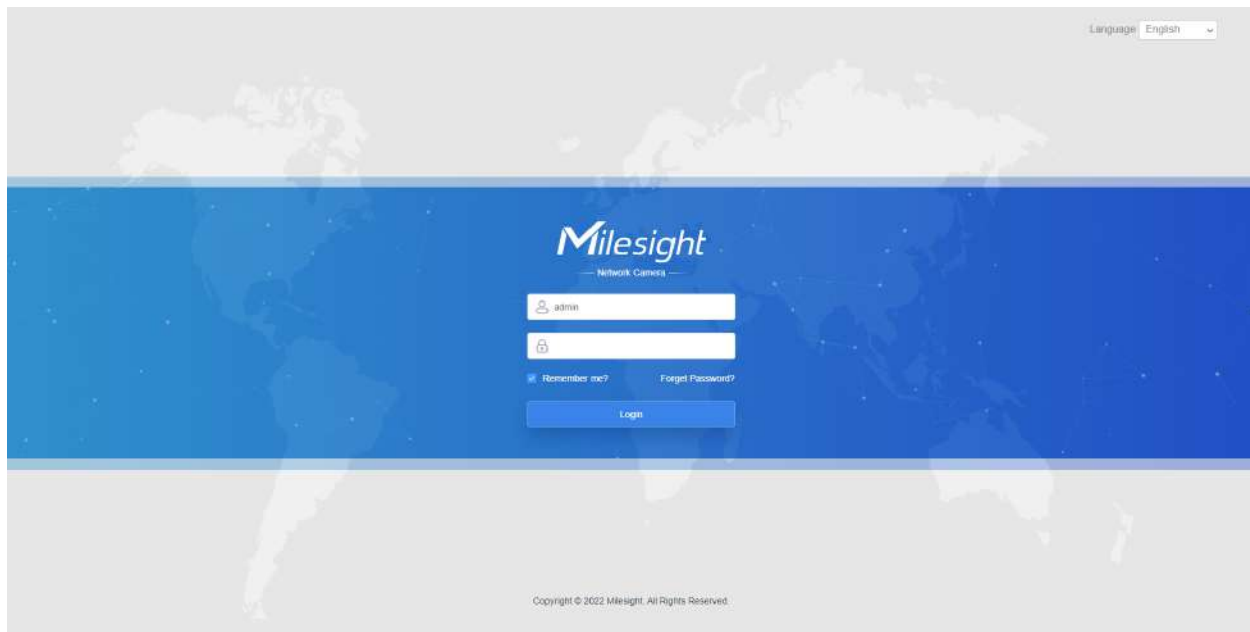 Language English
Milesight
Network Camera
admin
Remember me? Forget Password?
Login
Copyright © 2022 Milesight. All Rights Reserved.